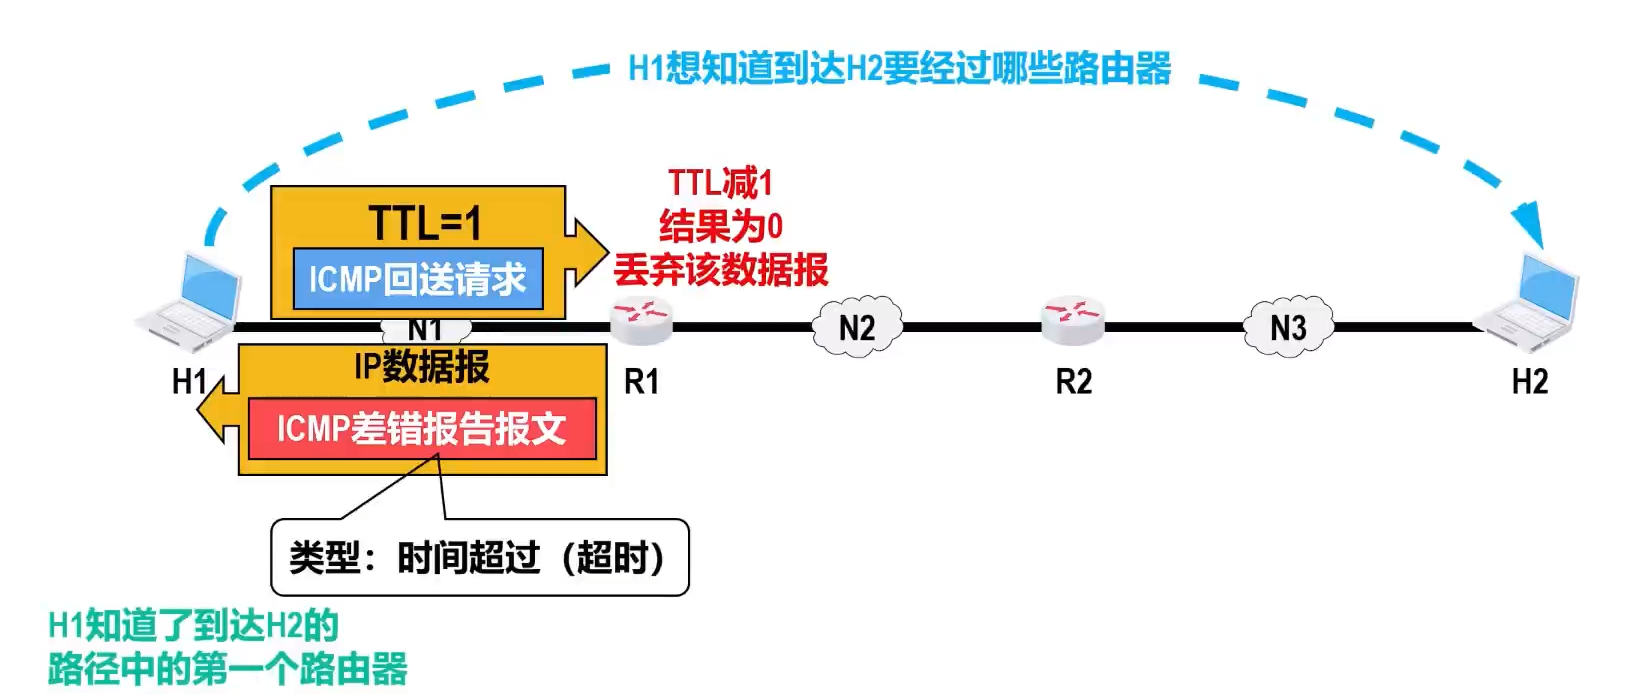 H1想知道到达H2要经过哪些路由器
TTL减1
结果为0
丢弃该数据报
TTL=1
ICMP回送请求
N1
N2
N3
IP数据报
H1
R1
R2
H2
ICMP差错报告报文
类型：时间超过（超时）
H1知道了到达H2的
路径中的第一个路由器